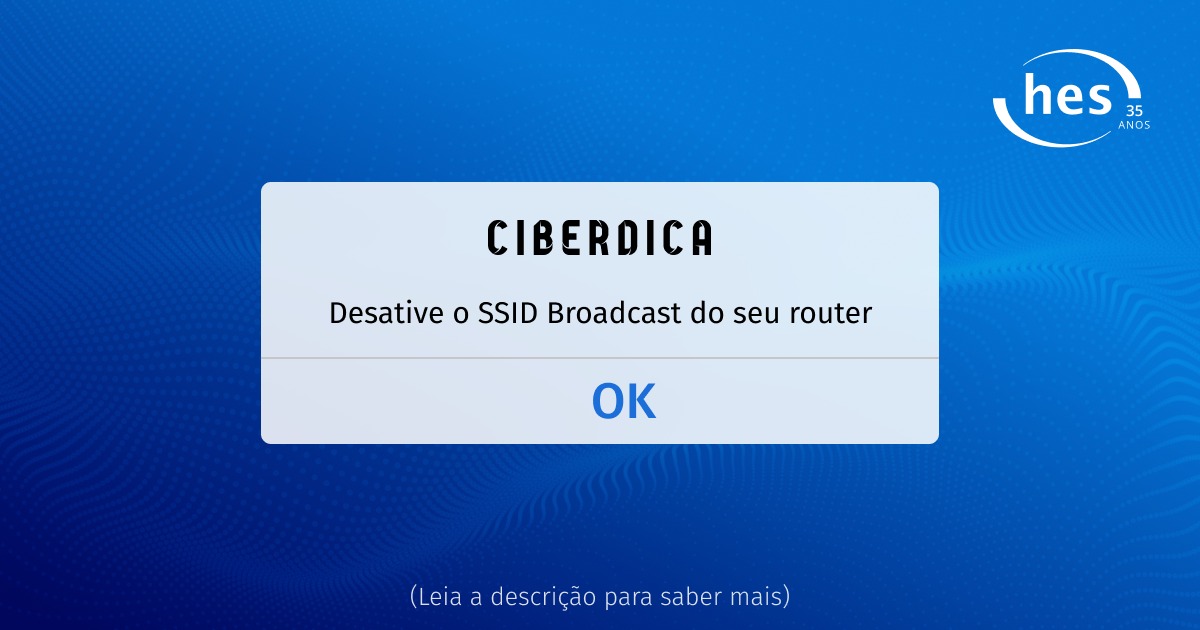 hes
35
ANOS
CIBERDICA
Desative o SSID Broadcast do seu router
OK
(Leia a descrição para saber mais)